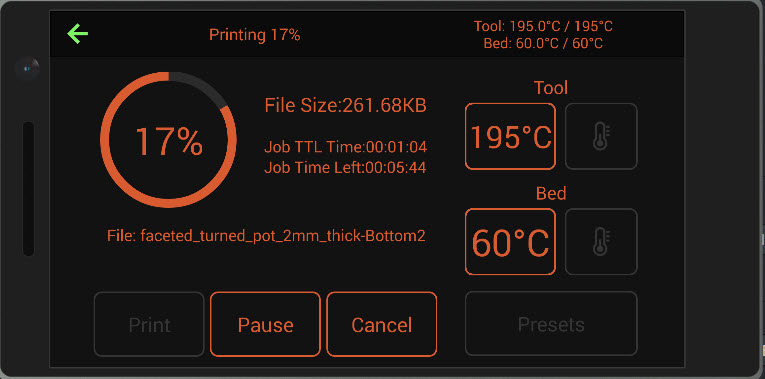 Printing 17%
Tool: 195.0°C / 195°C
Bed: 60.0°C / 60°C
17%
File Size:261.68KB
Job TTL Time:00:01:04
Job Time Left:00:05:44
File: faceted_turned_pot_2mm_thick-Bottom2
Tool
195°C
Bed
60°C
Print
Pause
Cancel
Presets